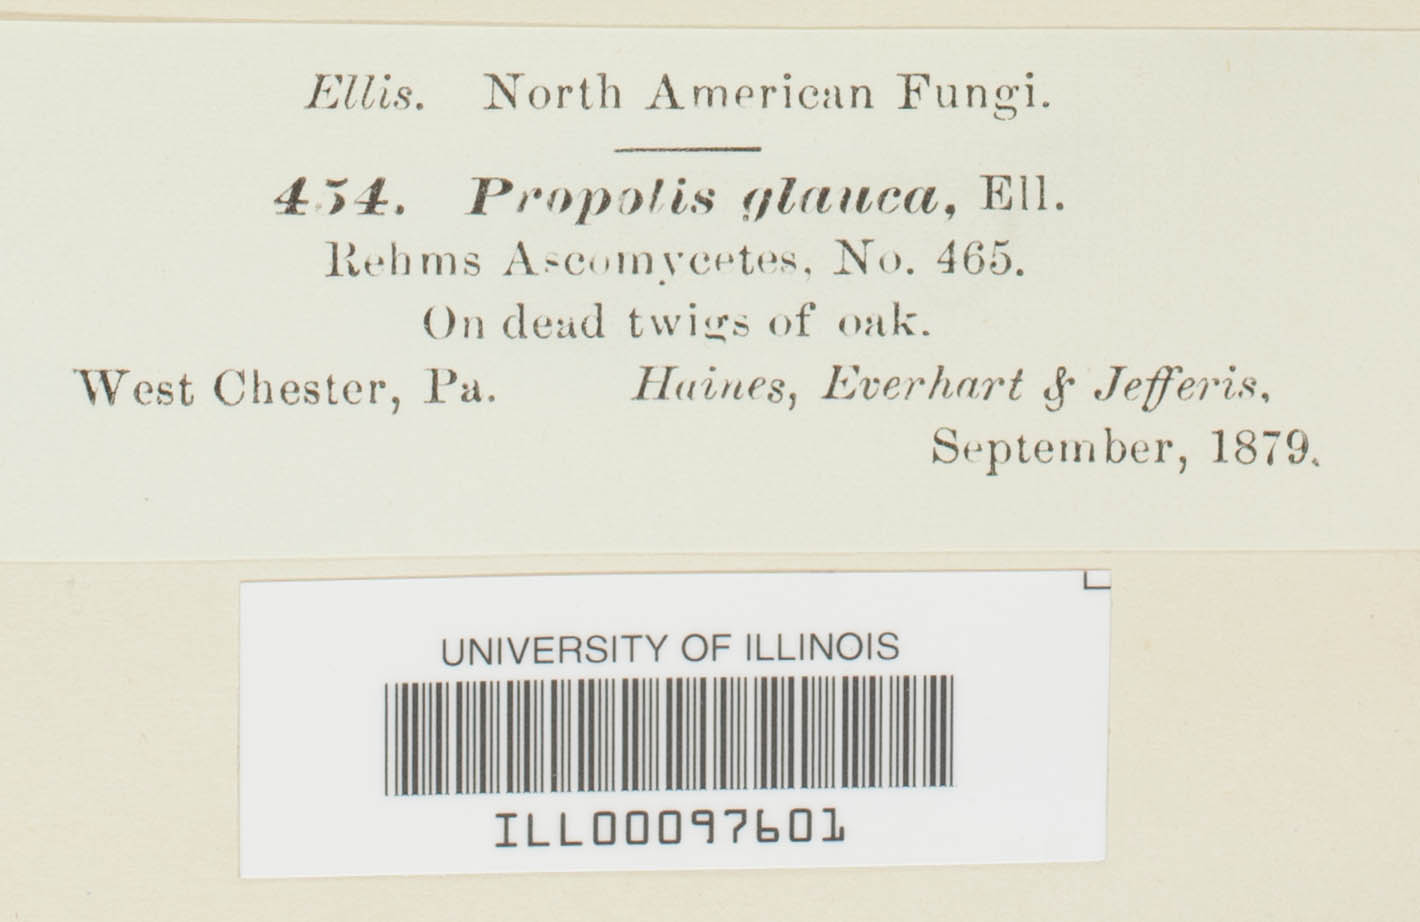 Ellis. North American Fungi.
454. Propolis glauca, Ell.
Rehms Ascomycetes, No. 465.
On dead twigs of oak.
West Chester, Pa. Haines, Everhart & Jefferis,
September, 1879.
UNIVERSITY OF ILLINOIS
ILL00097601